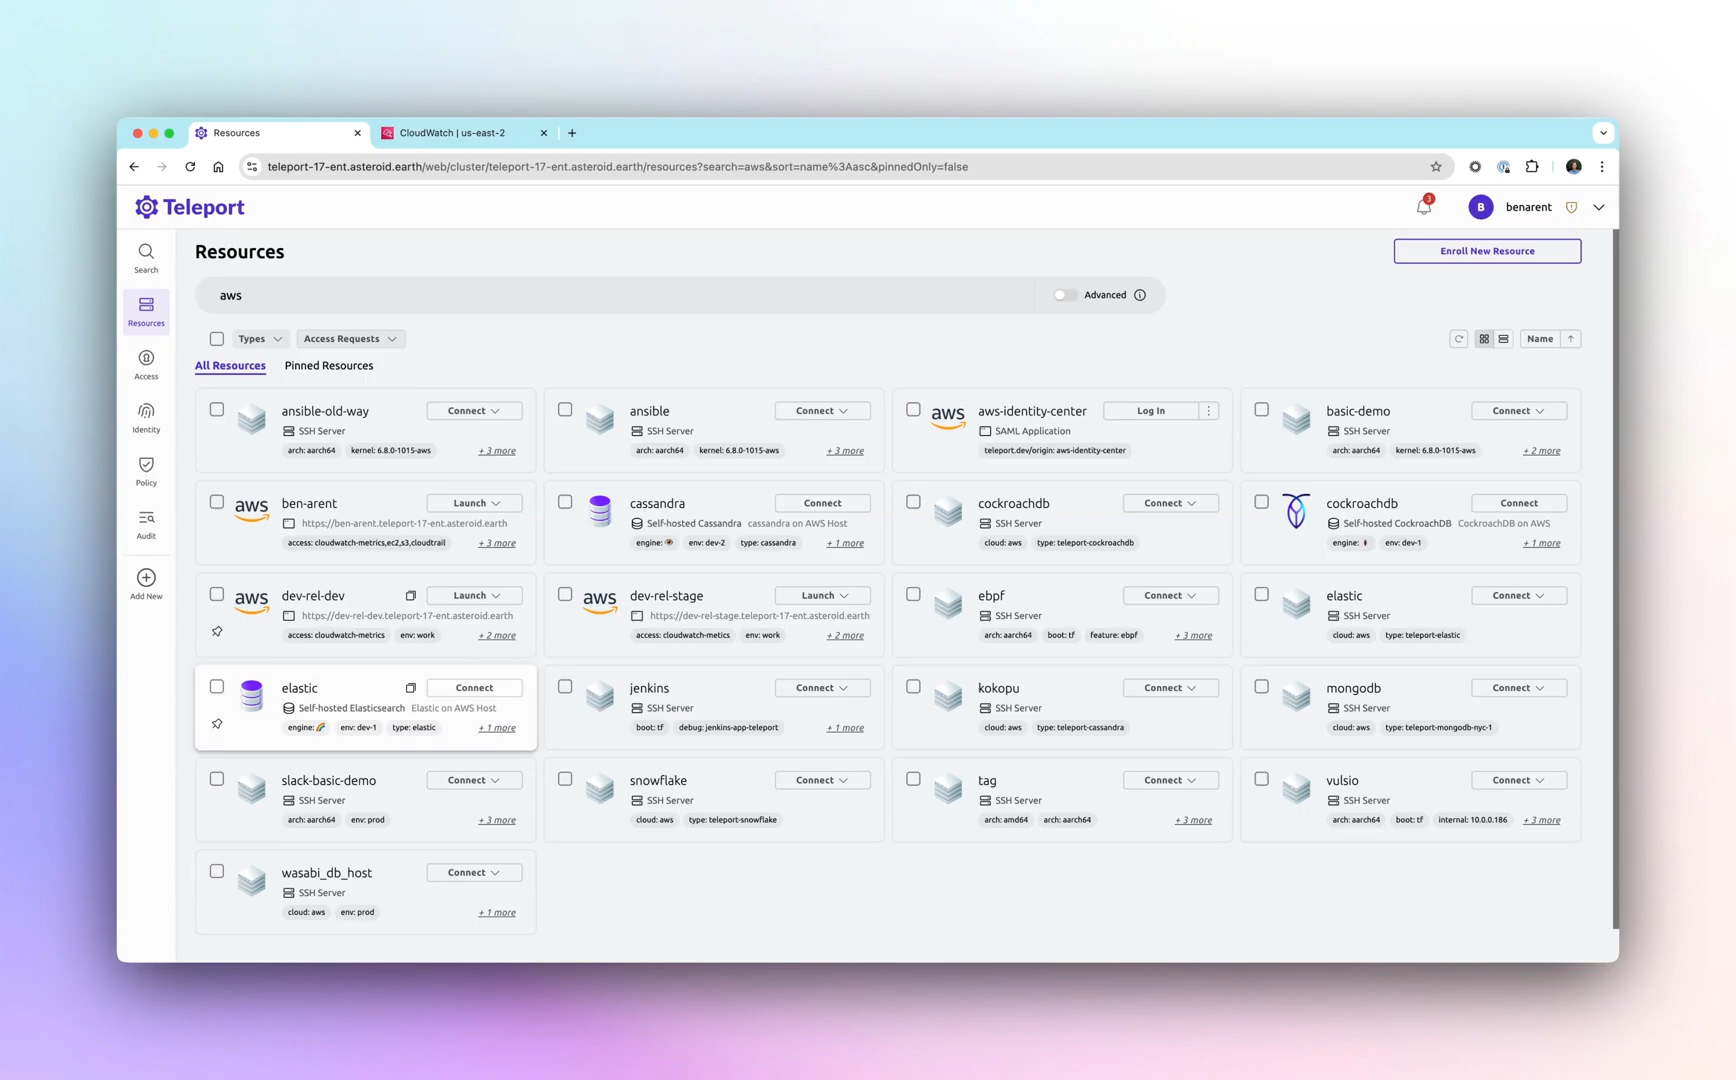 Resources
CloudWatch | us-east-2
teleport-17-ent.asteroid.earth/web/cluster/teleport-17-ent.asteroid.earth/resources?search=aws&sort=name%3Aasc&pinnedOnly=false
Teleport
3
B
benarent
Search
Resources
Access
Identity
Policy
Audit
Add New
Resources
Enroll New Resource
aws
Advanced
Types
Access Requests
Name
All Resources
Pinned Resources
ansible-old-way
Connect
SSH Server
arch: aarch64 kernel: 6.8.0-1015-aws + 3 more
ansible
Connect
SSH Server
arch: aarch64 kernel: 6.8.0-1015-aws + 3 more
aws
aws-identity-center
Log In
SAML Application
teleport.dev/origin: aws-identity-center
basic-demo
Connect
SSH Server
arch: aarch64 kernel: 6.8.0-1015-aws + 2 more
aws
ben-arent
Launch
https://ben-arent.teleport-17-ent.asteroid.earth
access: cloudwatch-metrics,ec2,s3,cloudtrail + 3 more
cassandra
Connect
Self-hosted Cassandra cassandra on AWS Host
engine: 👁 env: dev-2 type: cassandra + 1 more
cockroachdb
Connect
SSH Server
cloud: aws type: teleport-cockroachdb
cockroachdb
Connect
Self-hosted CockroachDB CockroachDB on AWS
engine: env: dev-1 + 1 more
aws
dev-rel-dev
Launch
https://dev-rel-dev.teleport-17-ent.asteroid.earth
access: cloudwatch-metrics env: work + 2 more
aws
dev-rel-stage
Launch
https://dev-rel-stage.teleport-17-ent.asteroid.earth
access: cloudwatch-metics env: work + 2 more
ebpf
Connect
SSH Server
arch: aarch64 boot: tf feature: ebpf + 3 more
elastic
Connect
SSH Server
cloud: aws type: teleport-elastic
elastic
Connect
Self-hosted Elasticsearch Elastic on AWS Host
engine: 🌈 env: dev-1 type: elastic + 1 more
jenkins
Connect
SSH Server
boot: tf debug: jenkins-app-teleport + 1 more
kokopu
Connect
SSH Server
cloud: aws type: teleport-cassandra
mongodb
Connect
SSH Server
cloud: aws type: teleport-mongodb-nyc-1
slack-basic-demo
Connect
SSH Server
arch: aarch64 env: prod + 3 more
snowflake
Connect
SSH Server
cloud: aws type: teleport-snowflake
tag
Connect
SSH Server
arch: amd64 arch: aarch64 + 3 more
vulsio
Connect
SSH Server
arch: aarch64 boot: tf internal: 10.0.0.186 + 3 more
wasabi_db_host
Connect
SSH Server
cloud: aws env: prod + 1 more